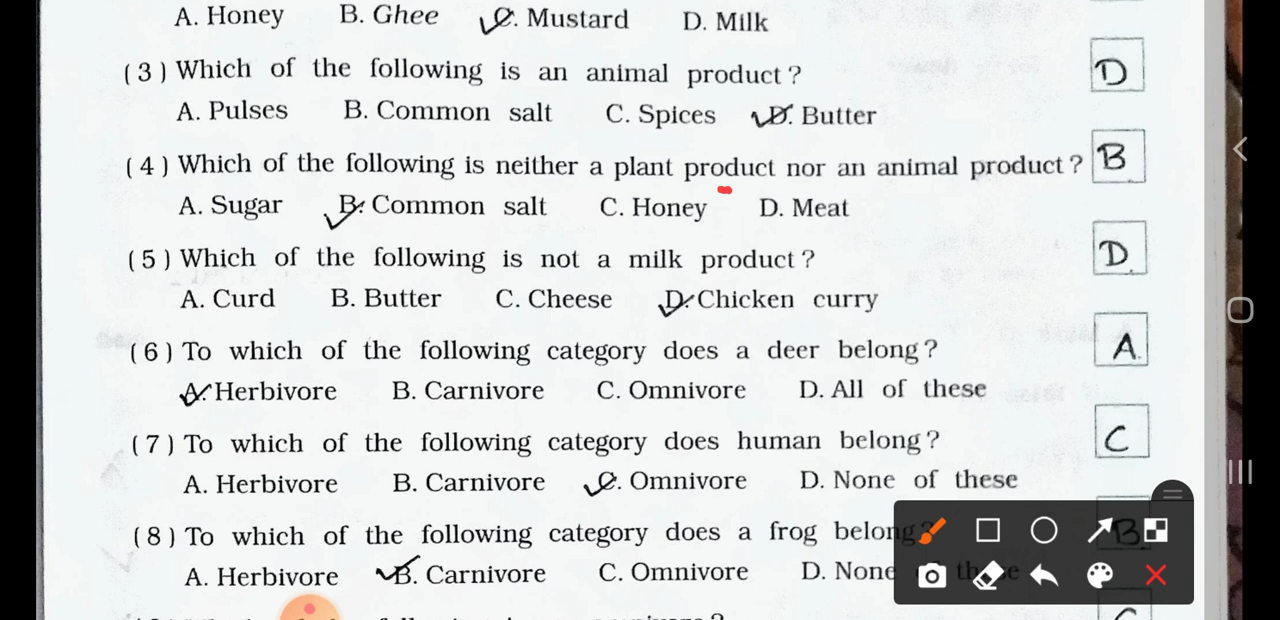 A. Honey B. Ghee C. Mustard D. Milk
(3) Which of the following is an animal product? D
A. Pulses B. Common salt C. Spices D. Butter
(4) Which of the following is neither a plant product nor an animal product? B
A. Sugar B. Common salt C. Honey D. Meat
(5) Which of the following is not a milk product? D.
A. Curd B. Butter C. Cheese D. Chicken curry
(6) To which of the following category does a deer belong? A.
A. Herbivore B. Carnivore C. Omnivore D. All of these
(7) To which of the following category does human belong? C
A. Herbivore B. Carnivore C. Omnivore D. None of these
(8) To which of the following category does a frog belong? B
A. Herbivore B. Carnivore C. Omnivore D. None of these